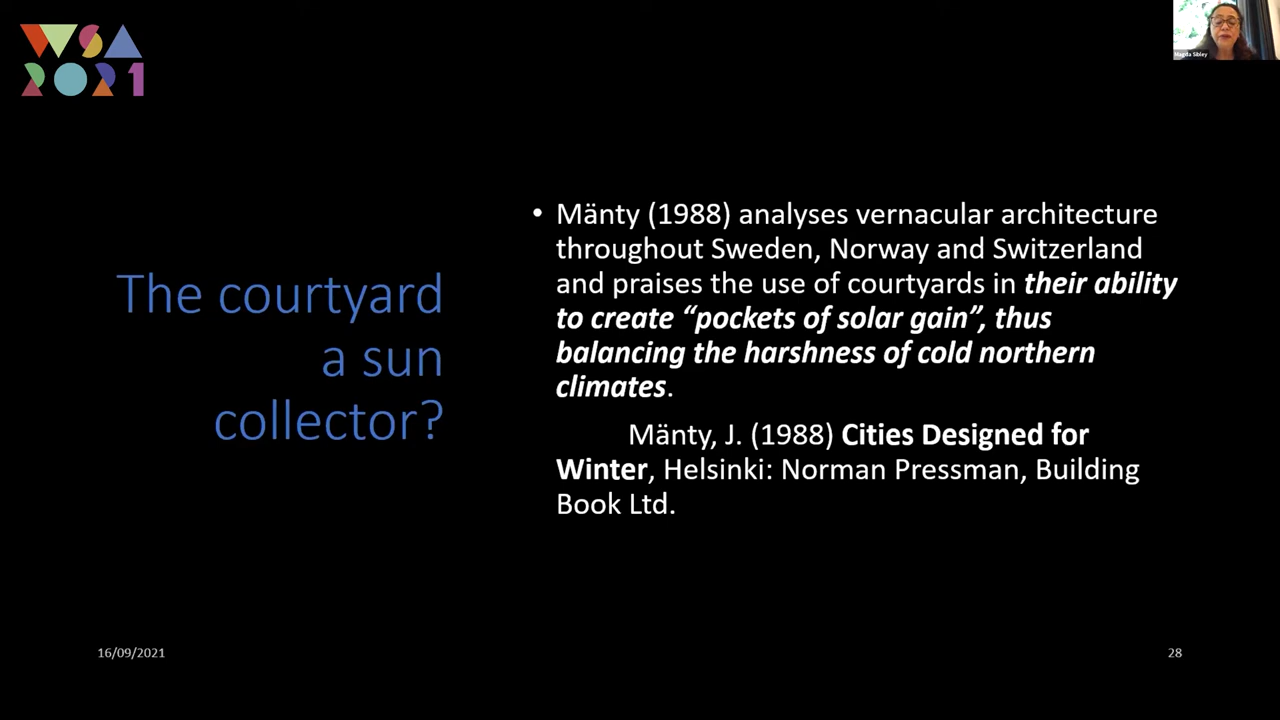 WSA
2021
Magda Sibley
The courtyard
a sun
collector?
• Mänty (1988) analyses vernacular architecture
throughout Sweden, Norway and Switzerland
and praises the use of courtyards in their ability
to create “pockets of solar gain”, thus
balancing the harshness of cold northern
climates.
Mänty, J. (1988) Cities Designed for
Winter, Helsinki: Norman Pressman, Building
Book Ltd.
16/09/2021
28